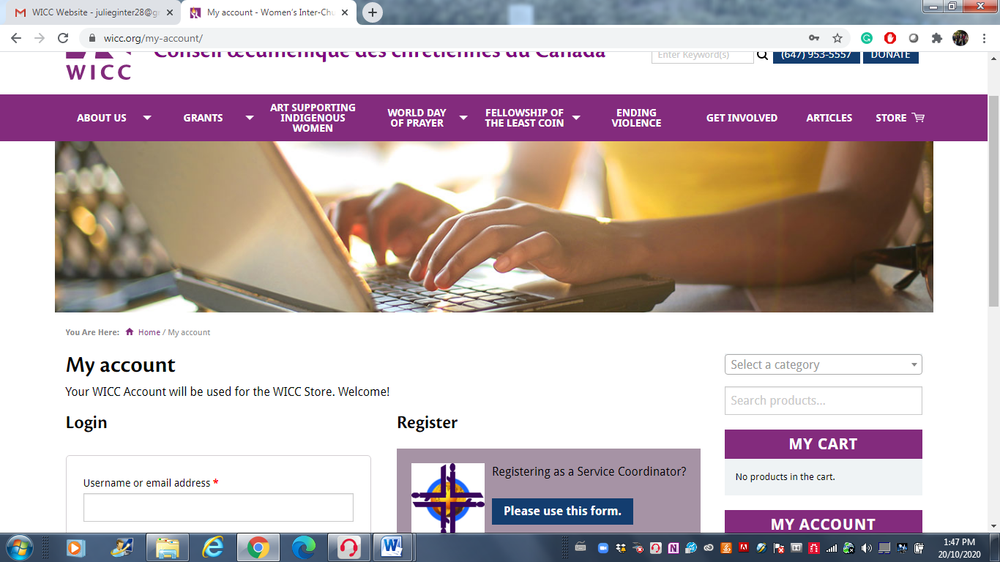 WICC Website - julieginter28@g
My account - Women's Inter-Chu
wicc.org/my-account/
WICC
Conseil œcuménique des chrétiennes du Canada
Enter Keyword(s)
(647) 953-5557
DONATE
ABOUT US
GRANTS
ART SUPPORTING
INDIGENOUS
WOMEN
WORLD DAY
OF PRAYER
FELLOWSHIP OF
THE LEAST COIN
ENDING
VIOLENCE
GET INVOLVED
ARTICLES
STORE
You Are Here: Home / My account
My account
Your WICC Account will be used for the WICC Store. Welcome!
Login
Username or email address *
Register
Registering as a Service Coordinator?
Please use this form.
Select a category
Search products...
MY CART
No products in the cart.
MY ACCOUNT
1:47 PM
20/10/2020